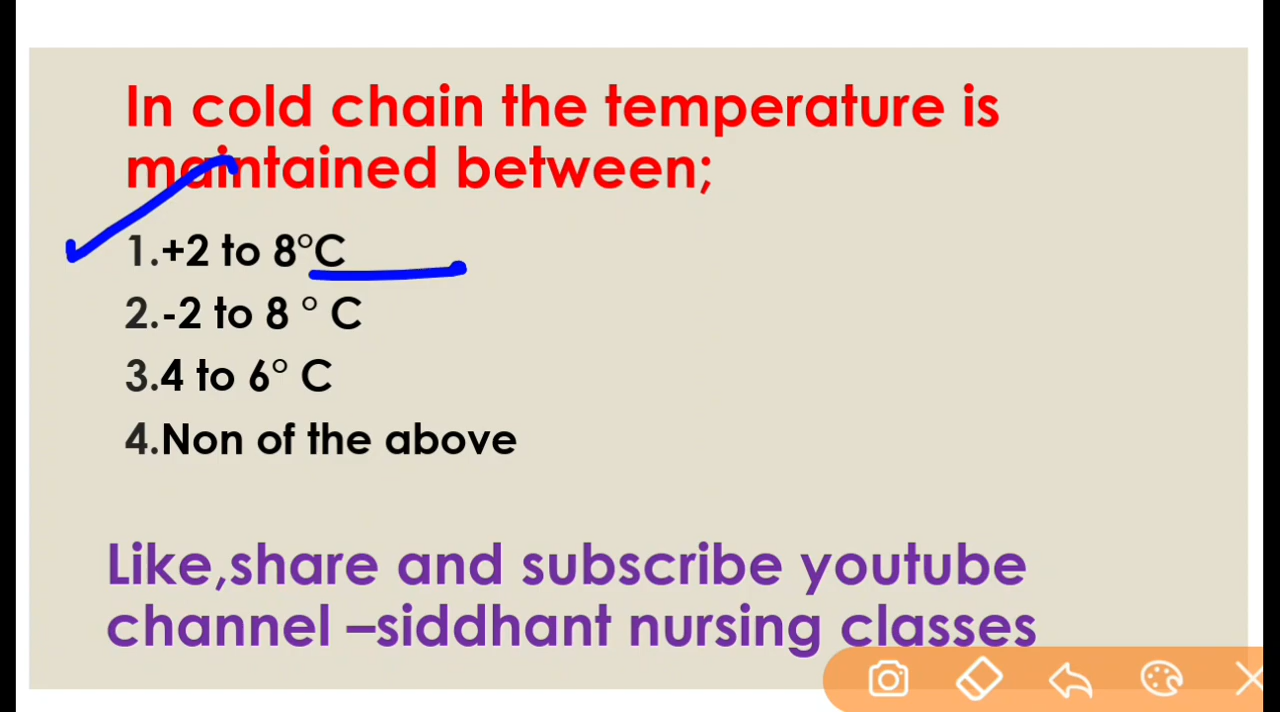 In cold chain the temperature is
maintained between;
1.+2 to 8°C
2.-2 to 8 ° C
3.4 to 6° C
4.Non of the above
Like,share and subscribe youtube
channel –siddhant nursing classes